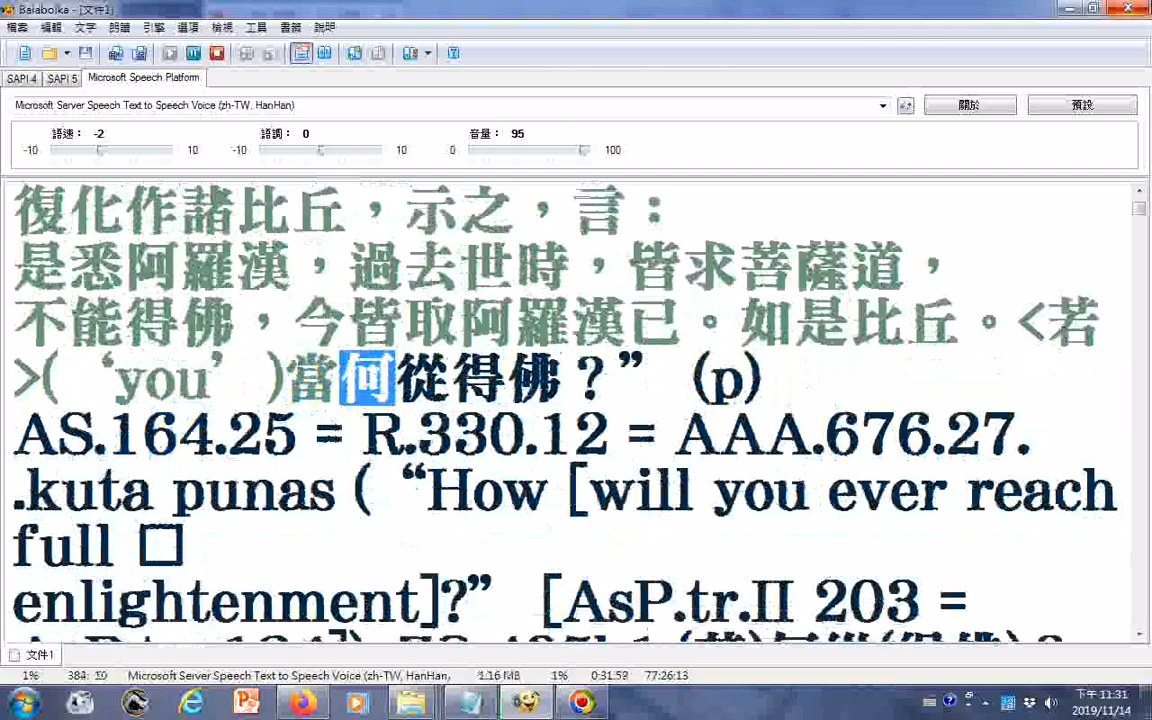 Balabolka - [文件1]
檔案 編輯 文字 朗讀 引擎 選項 檢視 工具 書籤 說明
SAPI 4 SAPI 5 Microsoft Speech Platform
Microsoft Server Speech Text to Speech Voice (zh-TW, HanHan) 關於 預設
語速： -2 語調： 0 音量： 95
-10 10 -10 10 0 100
復化作諸比丘，示之，言：
是悉阿羅漢，過去世時，皆求菩薩道，
不能得佛，今皆取阿羅漢已。如是比丘。<若
>(‘you’)當何從得佛？” (p)
AS.164.25 = R.330.12 = AAA.676.27.
.kuta punas (“How [will you ever reach
full □
enlightenment]?” [AsP.tr.II 203 =
文件1
1% 384: 10 Microsoft Server Speech Text to Speech Voice (zh-TW, HanHan, 1.16 MB 1% 0:31:53 77:26:13
下午 11:31
2019/11/14